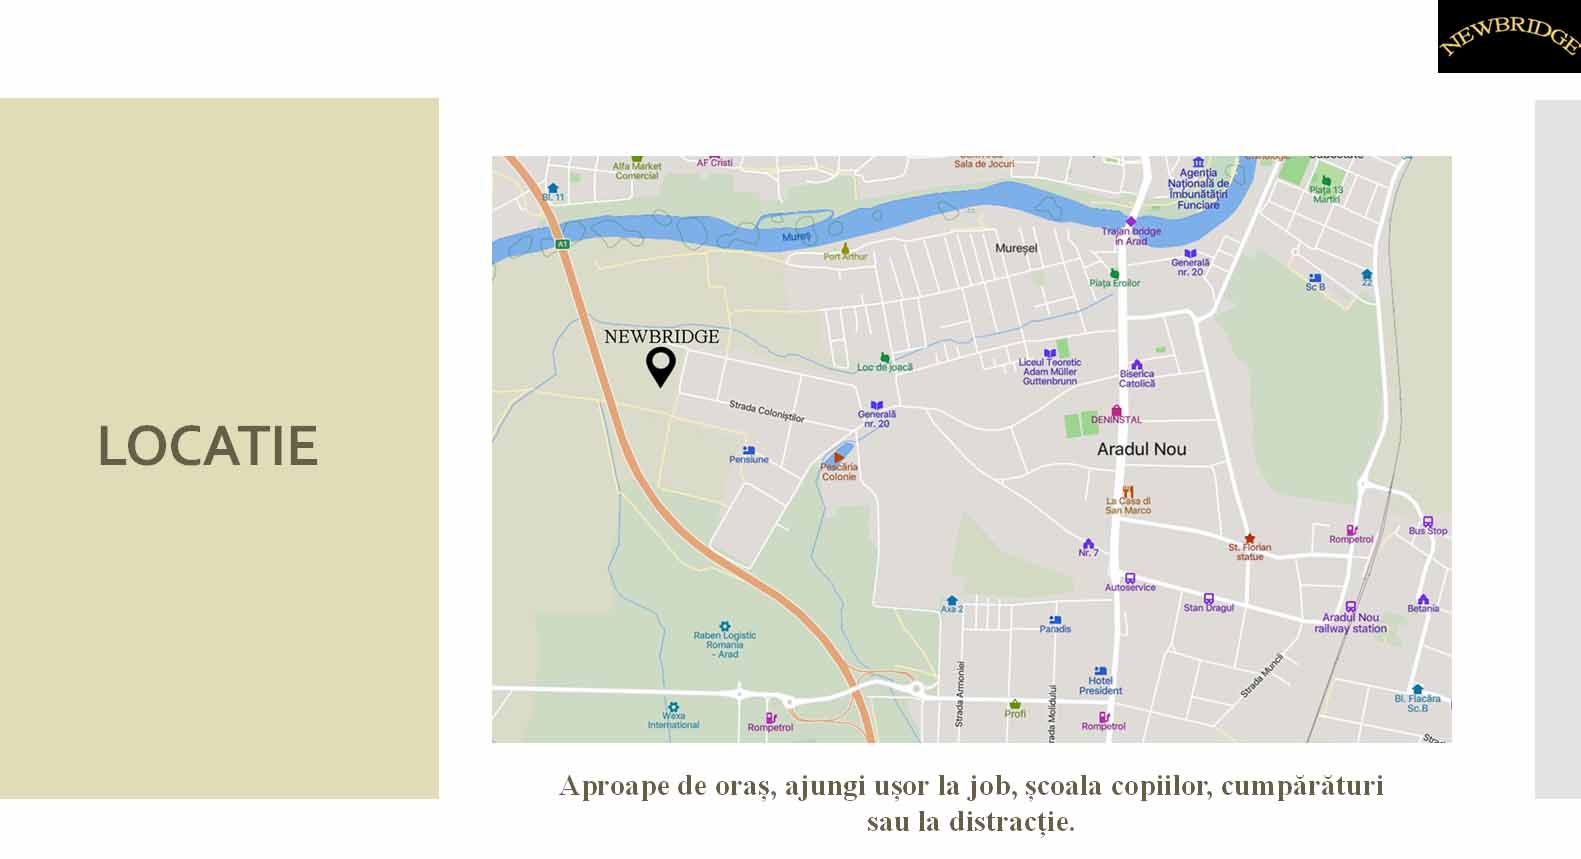 NEWBRIDGE
LOCATIE
Alfa Market
Comercial
AF Cristi
Sala de Jocuri
Agenția
Națională de
Îmbunătățiri
Funciare
Piața 13
Martie
Bl. 11
A1
Mureș
Port Arthur
Mureșel
Trajan bridge
in Arad
Generală
nr. 20
Piața Eroilor
Sc B
22
NEWBRIDGE
Loc de joacă
Liceul Teoretic
Adam Müller
Guttenbrunn
Biserica
Catolică
Strada Coloniștilor
Generală
nr. 20
DENINSTAL
Aradul Nou
Pensiune
Pescăria
Colonie
La Casa di
San Marco
Nr. 7
St. Florian
statue
Rompetrol
Bus Stop
Autoservice
Stan Dragul
Axa 2
Paradis
Aradul Nou
railway station
Betania
Raben Logistic
Romania
- Arad
Strada Armoniei
Strada Muncii
Hotel
President
Bl. Flacăra
Sc.B
Wexa
International
Rompetrol
Profi
rada Molidului
Rompetrol
Aproape de oraș, ajungi ușor la job, școala copiilor, cumpărături
sau la distracție.